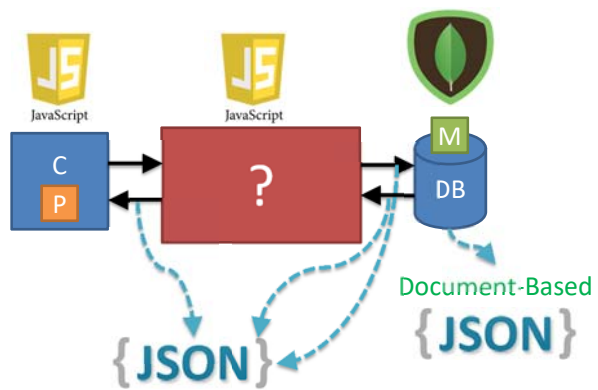 JS
JavaScript
JS
JavaScript
C
P
?
M
DB
Document-Based
{JSON}
{JSON}